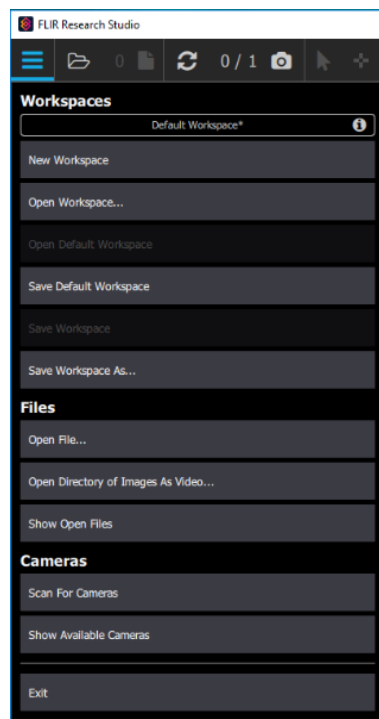 FLIR Research Studio
0 0 / 1
Workspaces
Default Workspace*
New Workspace
Open Workspace...
Open Default Workspace
Save Default Workspace
Save Workspace
Save Workspace As...
Files
Open File...
Open Directory of Images As Video...
Show Open Files
Cameras
Scan For Cameras
Show Available Cameras
Exit